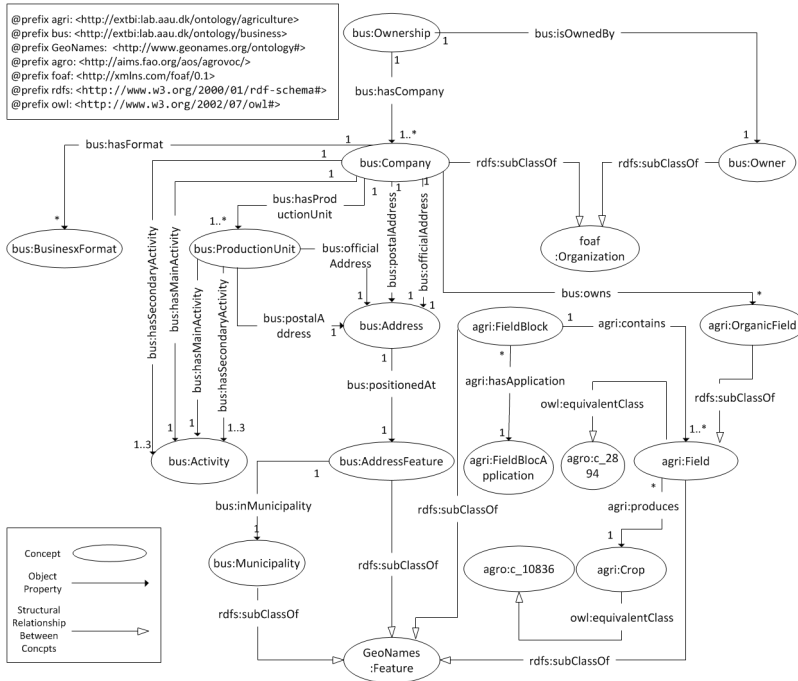 @prefix agri: <http://extbi:lab.aau.dk/ontology/agriculture>
@prefix bus: <http://extbi:lab.aau.dk/ontology/business>
@prefix GeoNames: <http://www.geonames.org/ontology#>
@prefix agro: <http://aims.fao.org/aos/agrovoc/>
@prefix foaf: <http://xmlns.com/foaf/0.1>
@prefix rdfs: <http://www.w3.org/2000/01/rdf-schema#>
@prefix owl: <http://www.w3.org/2002/07/owl#>
bus:Ownership
1
bus:isOwnedBy
1
bus:hasCompany
1
bus:hasFormat
1
1..*
1
bus:Company
rdfs:subClassOf
rdfs:subClassOf
bus:Owner
1
1
1
1
1
1
bus:hasProd
uctionUnit
1..*
*
bus:BusinesxFormat
bus:ProductionUnit
bus:official
Address
bus:postalAddress
bus:officialAddress
foaf
:Organization
bus:hasSecondaryActivity
bus:hasMainActivity
bus:hasMainActivity
bus:hasSecondaryActivity
bus:owns
*
bus:postalA
ddress
1
1
1
1
1
bus:Address
agri:FieldBlock
1
agri:contains
agri:OrganicField
1
*
bus:positionedAt
agri:hasApplication
owl:equivalentClass
rdfs:subClassOf
1
1
1..3
1
1..3
1
1..*
bus:Activity
bus:AddressFeature
agri:FieldBlocA
pplication
agro:c_28
94
agri:Field
1
*
bus:inMunicipality
rdfs:subClassOf
agri:produces
1
1
Concept
bus:Municipality
rdfs:subClassOf
agro:c_10836
agri:Crop
Object
Property
rdfs:subClassOf
owl:equivalentClass
Structural
Relationship
Between
Concpts
GeoNames
:Feature
rdfs:subClassOf